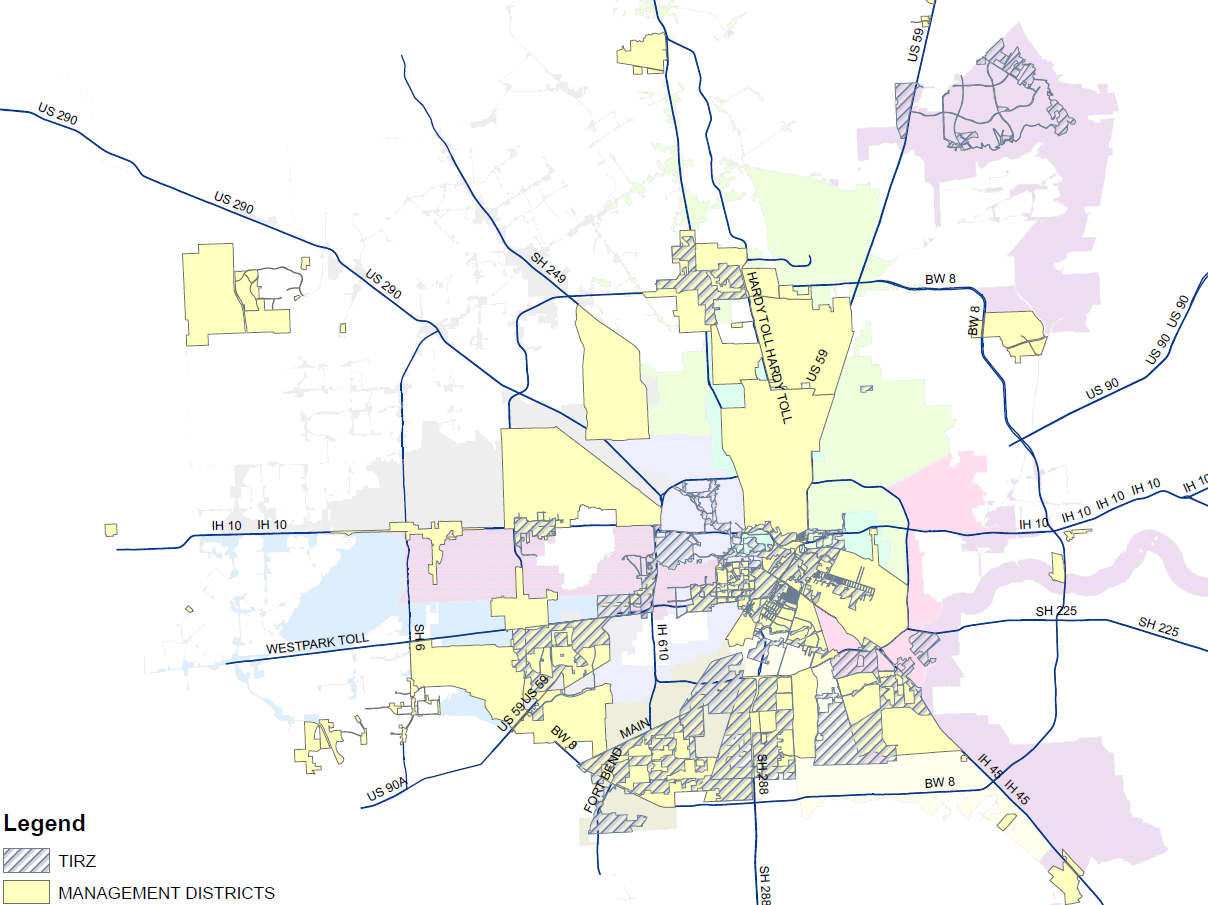 US 59
US 290
US 290
SH 249
US 290
HARDY TOLL
HARDY TOLL
BW 8
BW 8
US 90
US 90
US 59
US 90
IH 10
IH 10
IH 10
IH 10
IH 10
IH 10
IH 10
SH 225
SH 225
SH 6
WESTPARK TOLL
IH 610
US 59
US 59
BW 8
MAIN
FORT BEND
US 90A
SH 288
BW 8
IH 45
IH 45
SH 288
Legend
TIRZ
MANAGEMENT DISTRICTS